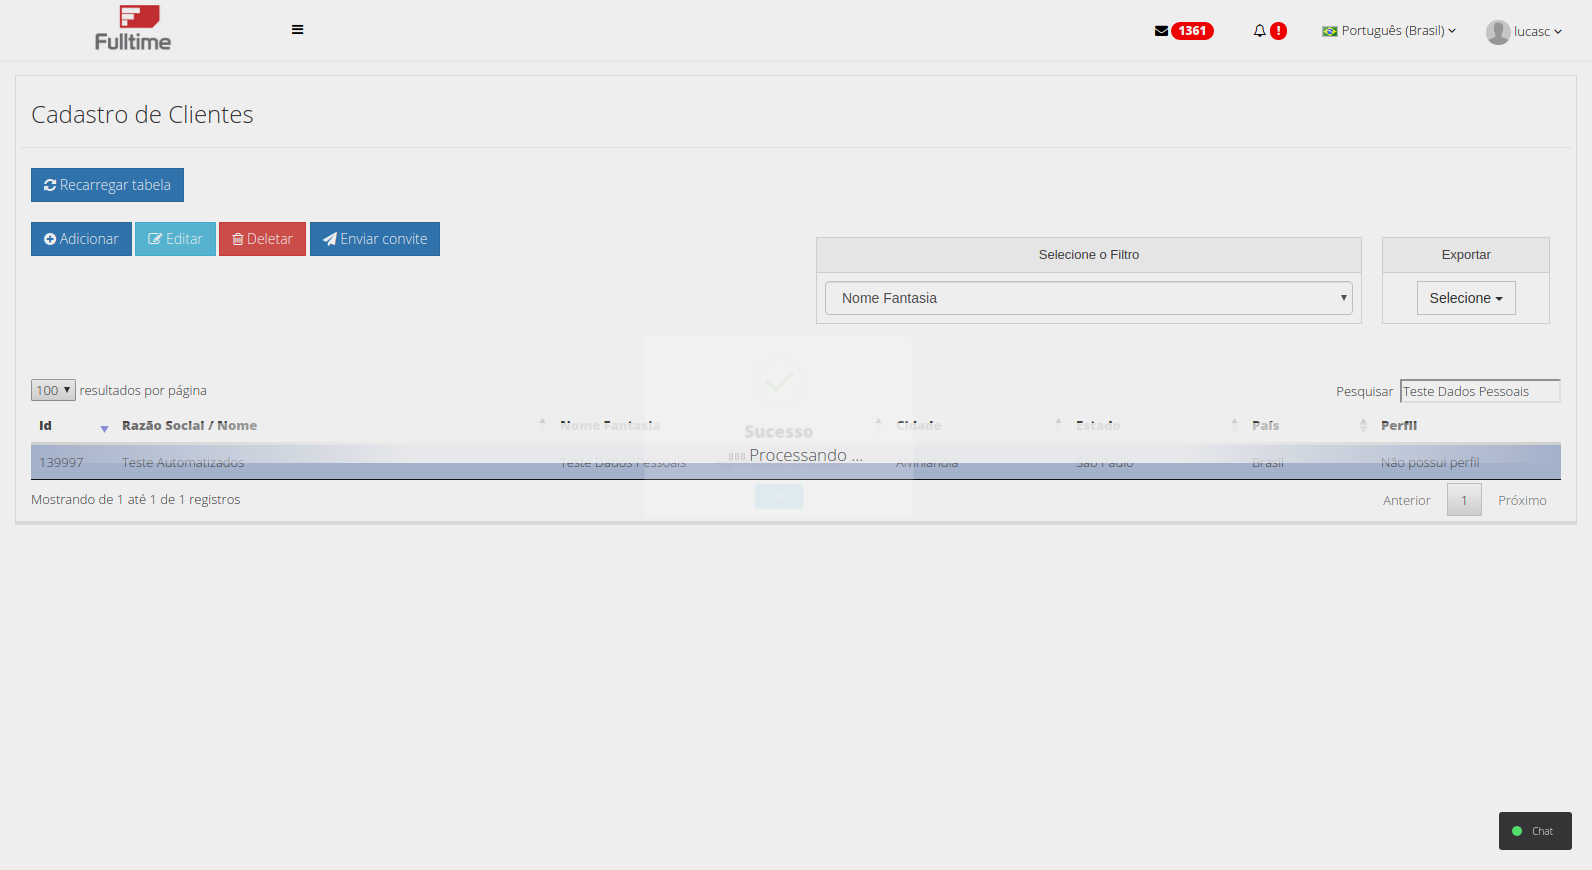 Fulltime
1361
!
Português (Brasil)
lucasc
Cadastro de Clientes
Recarregar tabela
Adicionar
Editar
Deletar
Enviar convite
Selecione o Filtro
Exportar
Nome Fantasia
Selecione
100 resultados por página
Pesquisar Teste Dados Pessoais
Id Razão Social / Nome Nome Fantasia Cidade Estado País Perfil
Sucesso
Processando ...
139997 Teste Automatizados Teste Dados Pessoais Alvinlândia São Paulo Brasil Não possui perfil
Mostrando de 1 até 1 de 1 registros
Anterior 1 Próximo
Chat